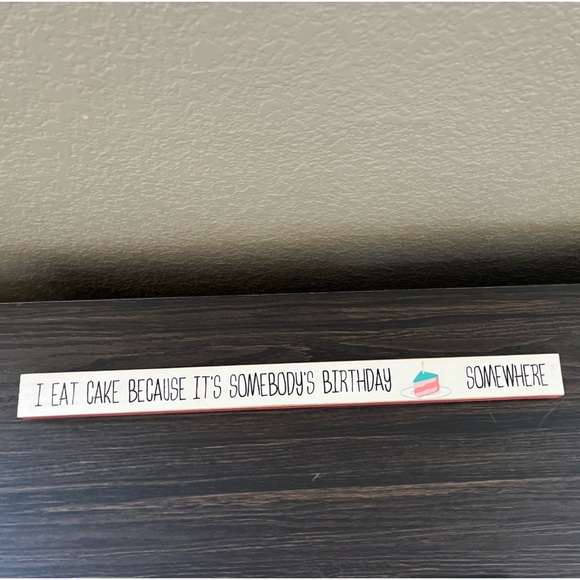 I EAT CAKE BECAUSE IT'S SOMEBODY'S BIRTHDAY SOMEWHERE